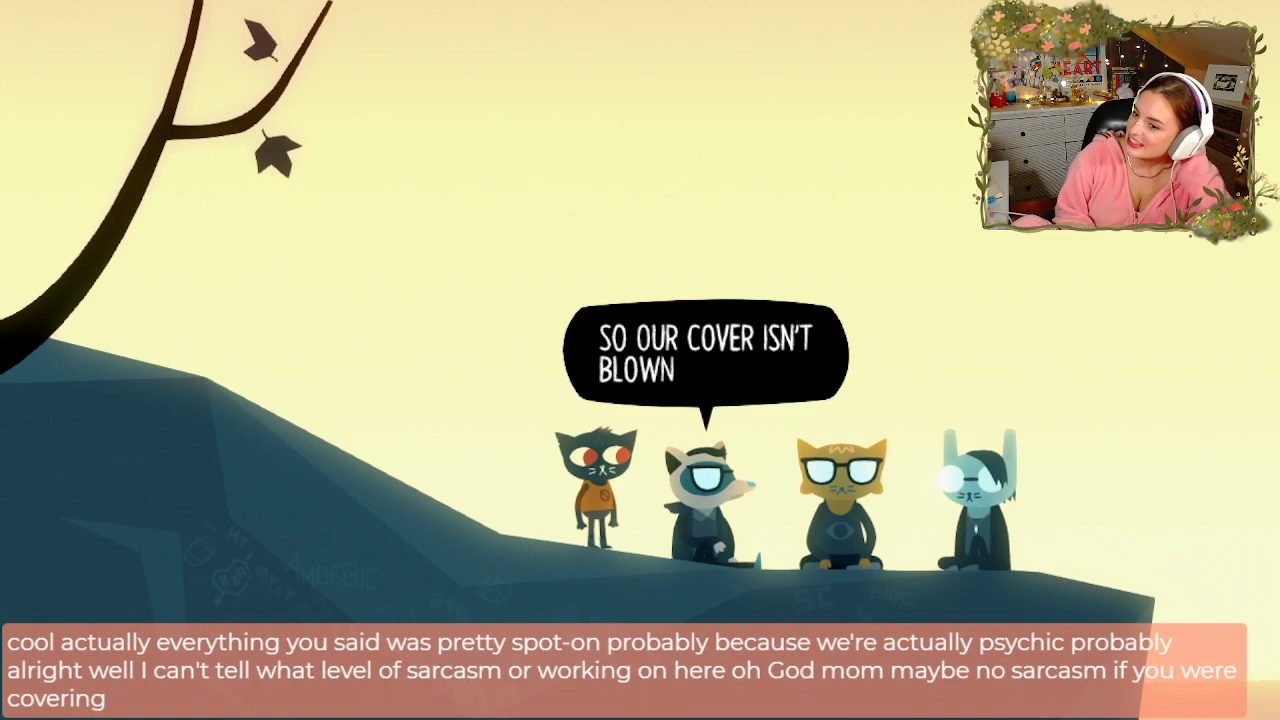 EART
SO OUR COVER ISN'T
BLOWN
AMOEBIC
cool actually everything you said was pretty spot-on probably because we're actually psychic probably
alright well I can't tell what level of sarcasm or working on here oh God mom maybe no sarcasm if you were
covering